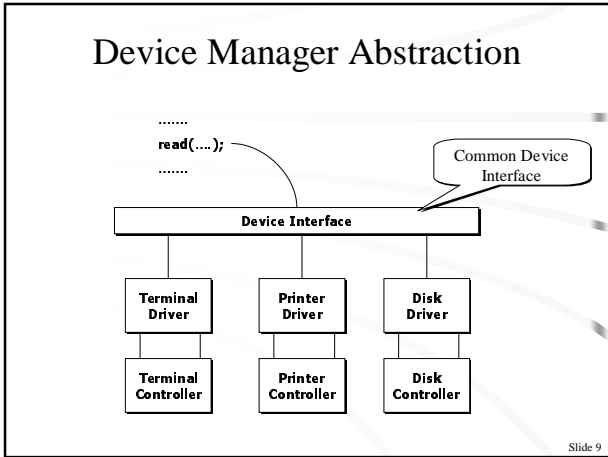 Device Manager Abstraction
.......
read(....);
.......
Common Device
Interface
Device Interface
Terminal
Driver
Printer
Driver
Disk
Driver
Terminal
Controller
Printer
Controller
Disk
Controller
Slide 9